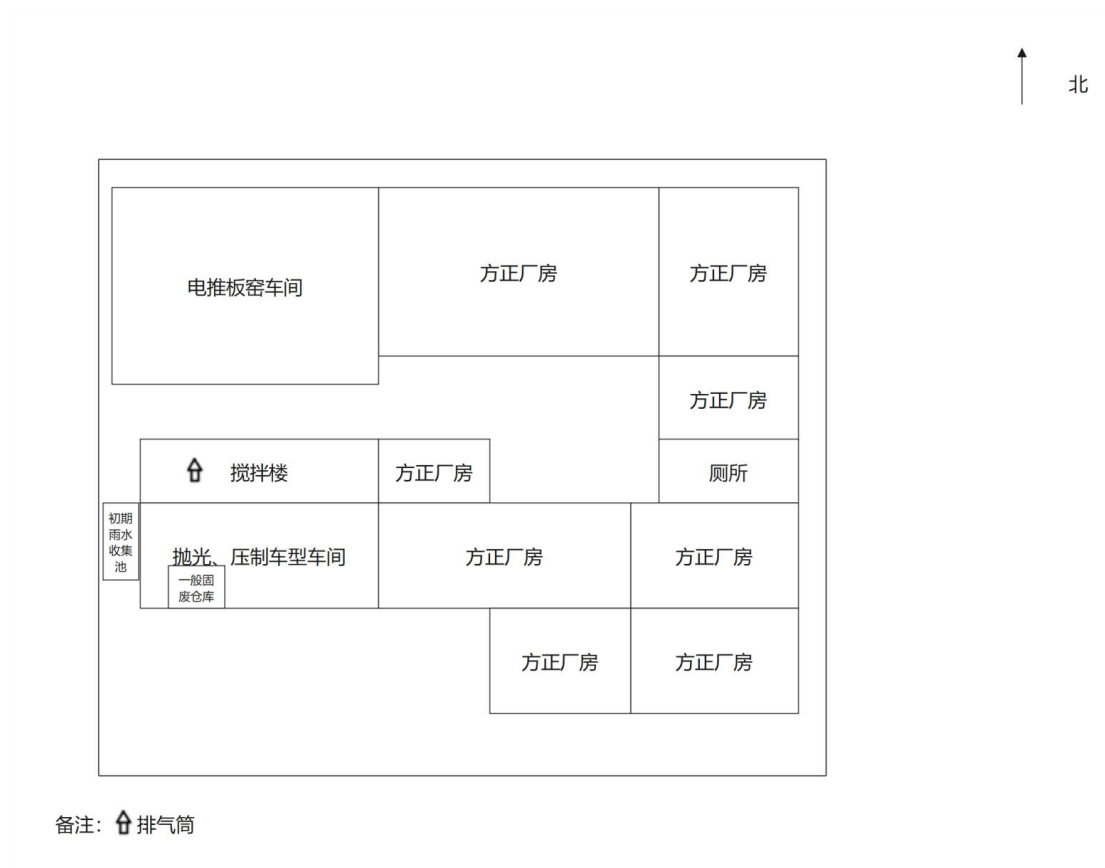 北
电推板窑车间
方正厂房
方正厂房
方正厂房
搅拌楼
方正厂房
厕所
初期
雨水
收集
池
抛光、压制车型车间
方正厂房
方正厂房
一般固
废仓库
方正厂房
方正厂房
备注：排气筒